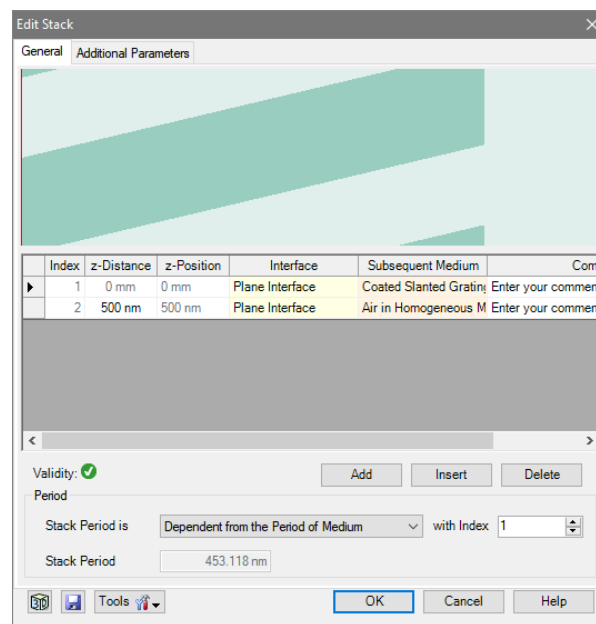 Edit Stack
General Additional Parameters
Index z-Distance z-Position Interface Subsequent Medium Com
1 0 mm 0 mm Plane Interface Coated Slanted Grating Enter your commen
2 500 nm 500 nm Plane Interface Air in Homogeneous M Enter your commen
Validity:
Add Insert Delete
Period
Stack Period is Dependent from the Period of Medium with Index 1
Stack Period 453.118 nm
3D Tools OK Cancel Help